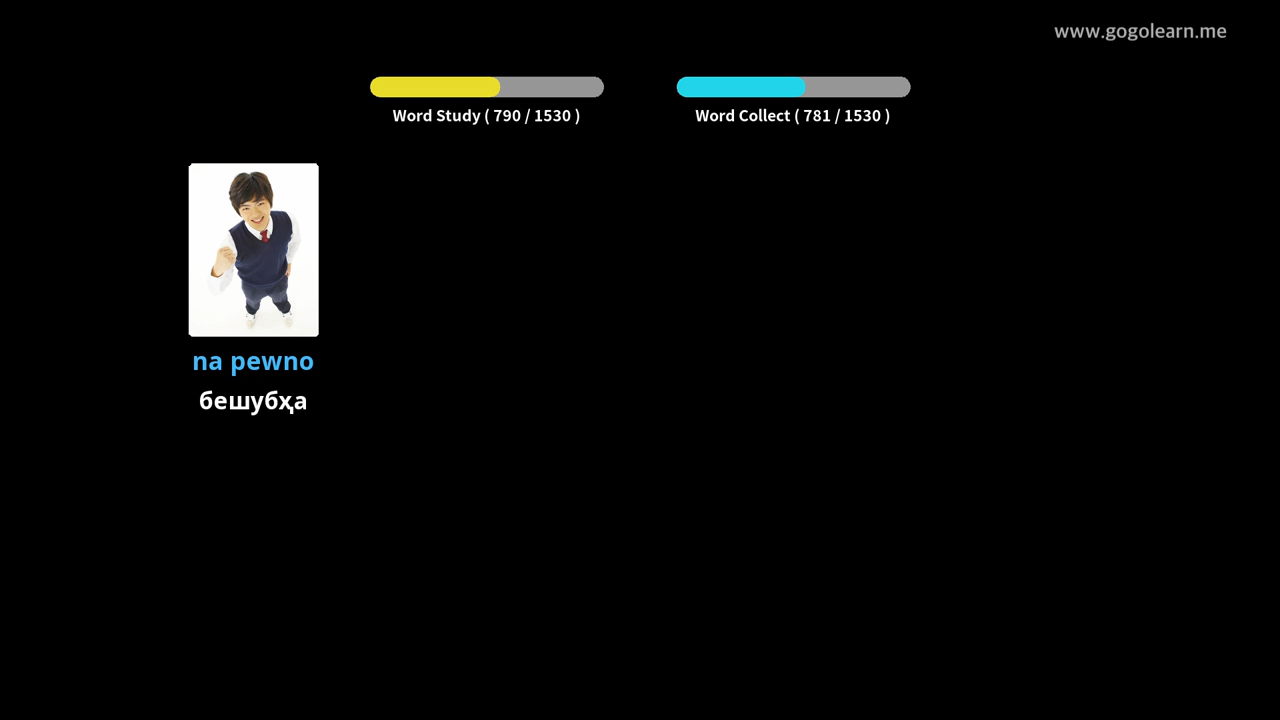 www.gogolearn.me
Word Study ( 790 / 1530 )
Word Collect ( 781 / 1530 )
na pewno
бешубҳа